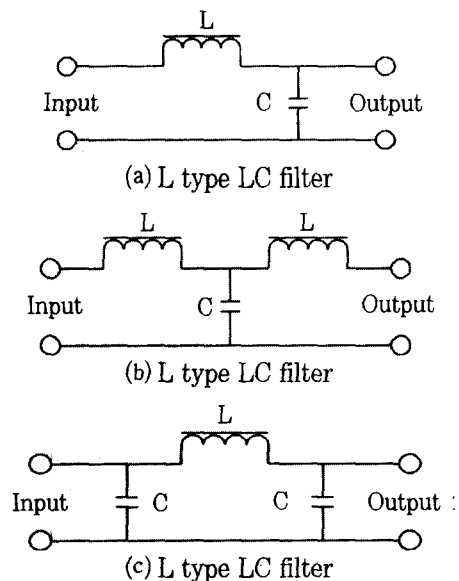 L
Input C Output
(a) L type LC filter
L L
Input C Output
(b) L type LC filter
L
Input C C Output :
(c) L type LC filter